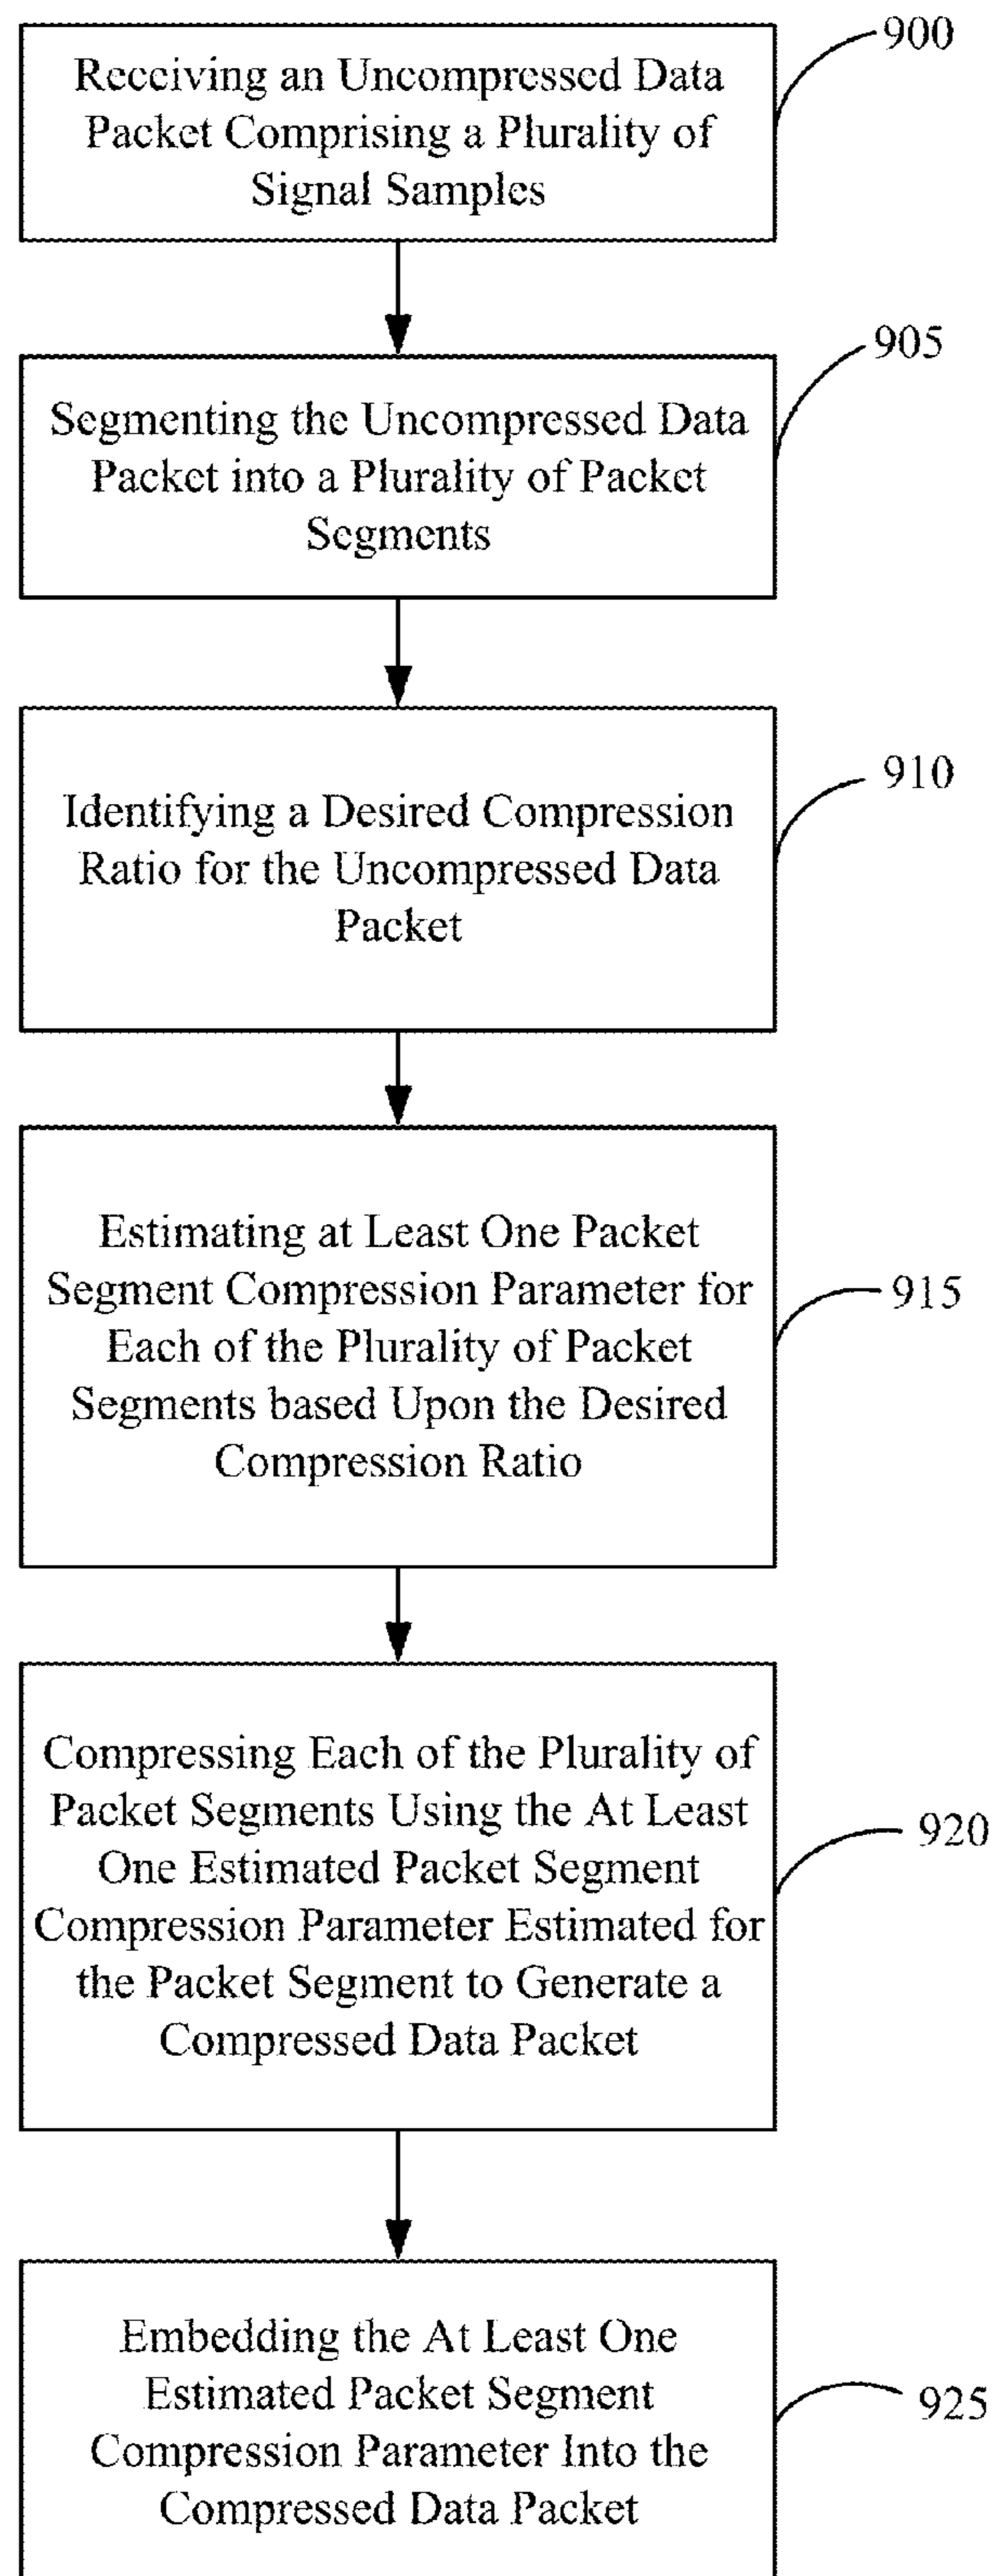 Receiving an Uncompressed Data
Packet Comprising a Plurality of
Signal Samples
900
Segmenting the Uncompressed Data
Packet into a Plurality of Packet
Segments
905
Identifying a Desired Compression
Ratio for the Uncompressed Data
Packet
910
Estimating at Least One Packet
Segment Compression Parameter for
Each of the Plurality of Packet
Segments based Upon the Desired
Compression Ratio
915
Compressing Each of the Plurality of
Packet Segments Using the At Least
One Estimated Packet Segment
Compression Parameter Estimated for
the Packet Segment to Generate a
Compressed Data Packet
920
Embedding the At Least One
Estimated Packet Segment
Compression Parameter Into the
Compressed Data Packet
925